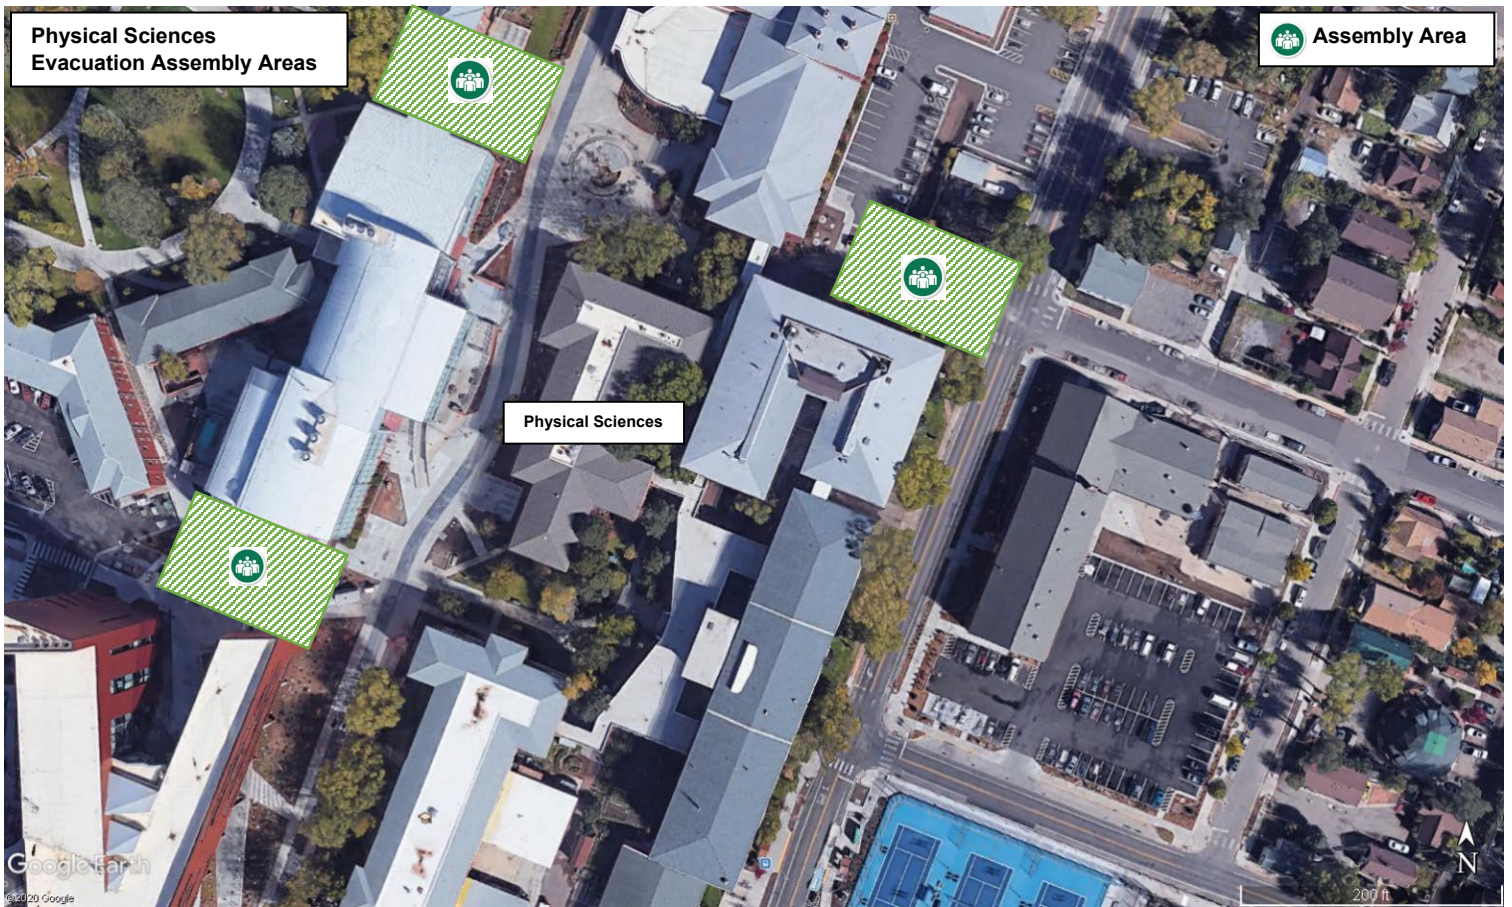 Physical Sciences
Evacuation Assembly Areas
Assembly Area
Physical Sciences
N
Google Earth
©2020 Google
200 ft